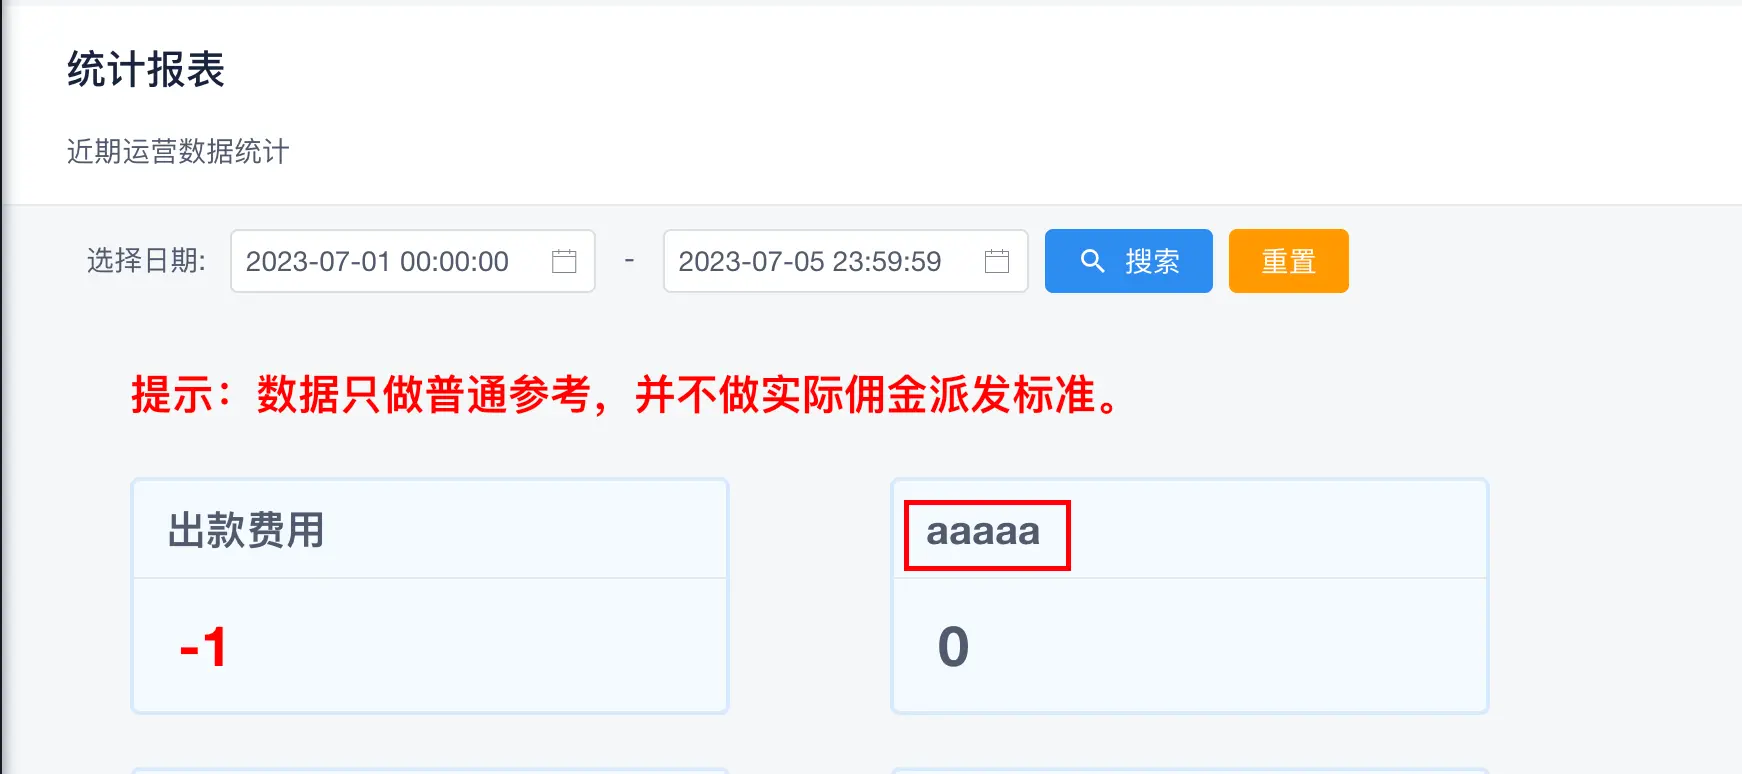 统计报表
近期运营数据统计
选择日期: 2023-07-01 00:00:00 - 2023-07-05 23:59:59 搜索 重置
提示：数据只做普通参考，并不做实际佣金派发标准。
出款费用 aaaaa
-1 0